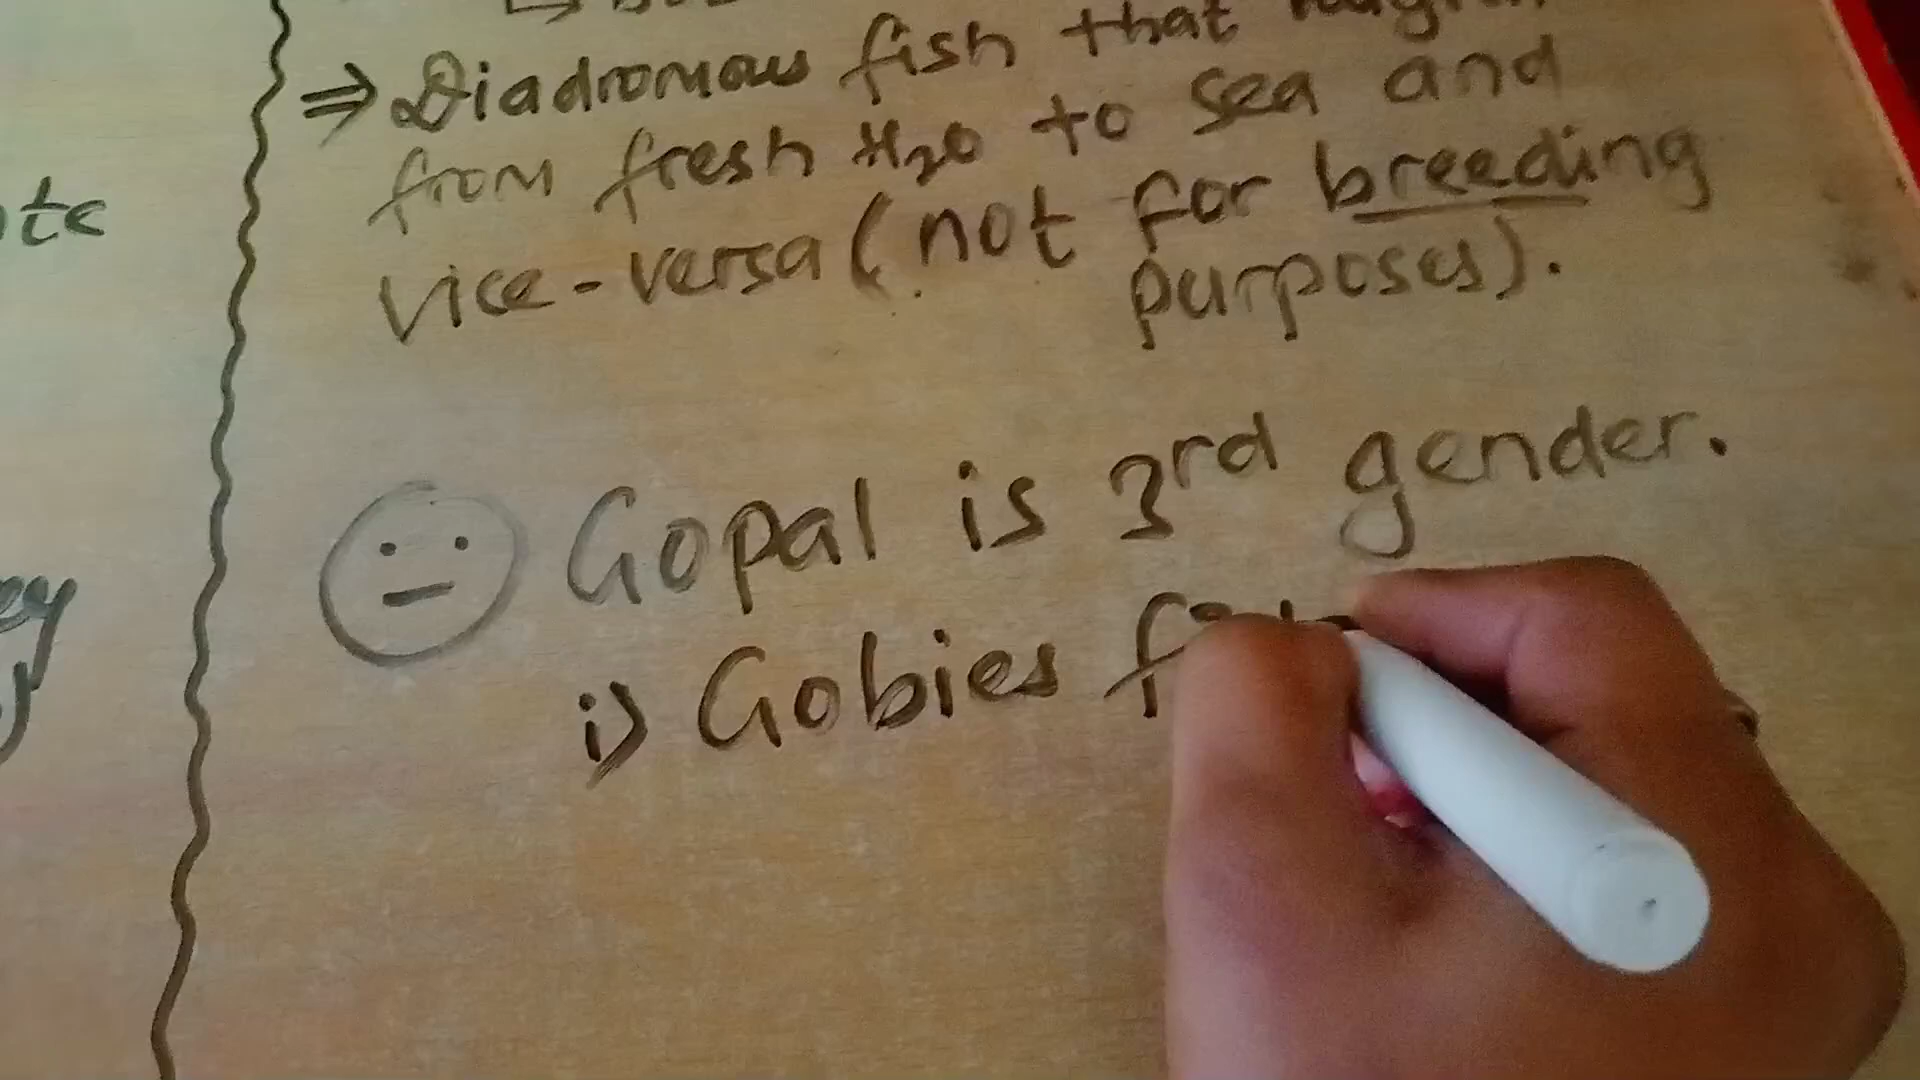 ⇒ Diadromous fish that
from fresh H2O to sea and
vice-versa (not for breeding
purposes).
Gopal is 3rd gender.
i) Gobies